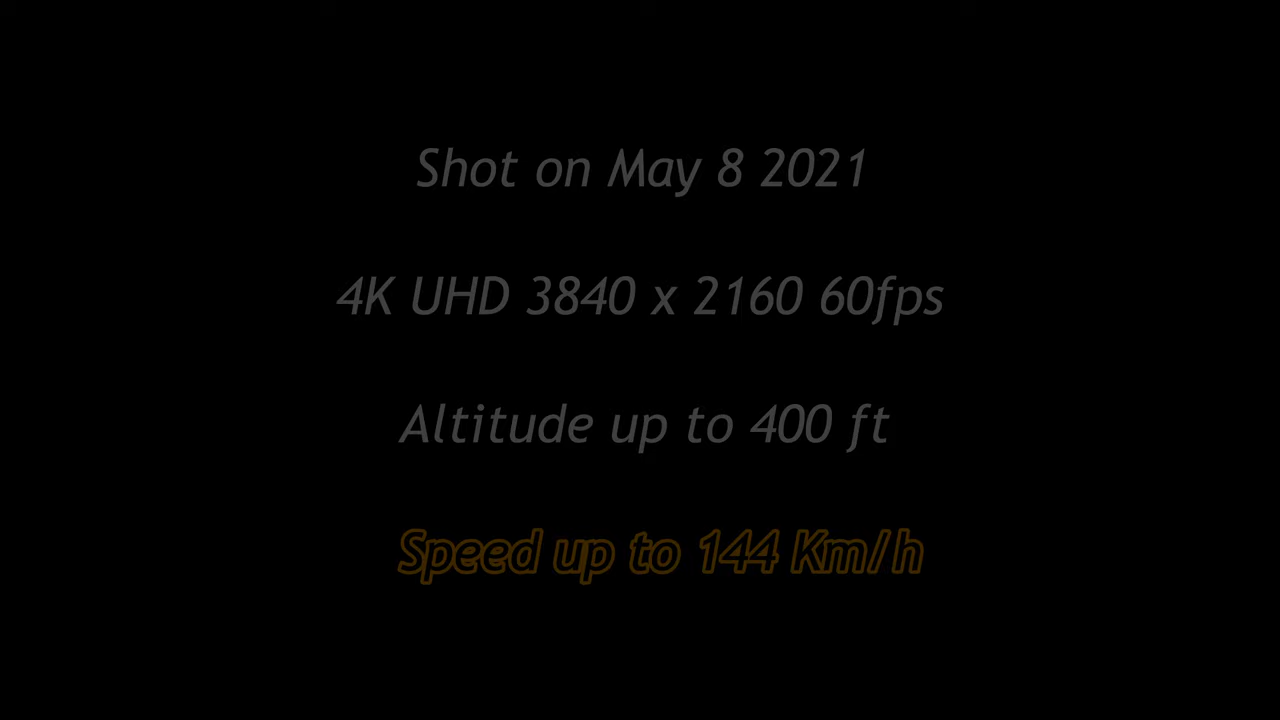 Shot on May 8 2021
4K UHD 3840 x 2160 60fps
Altitude up to 400 ft
Speed up to 144 Km/h